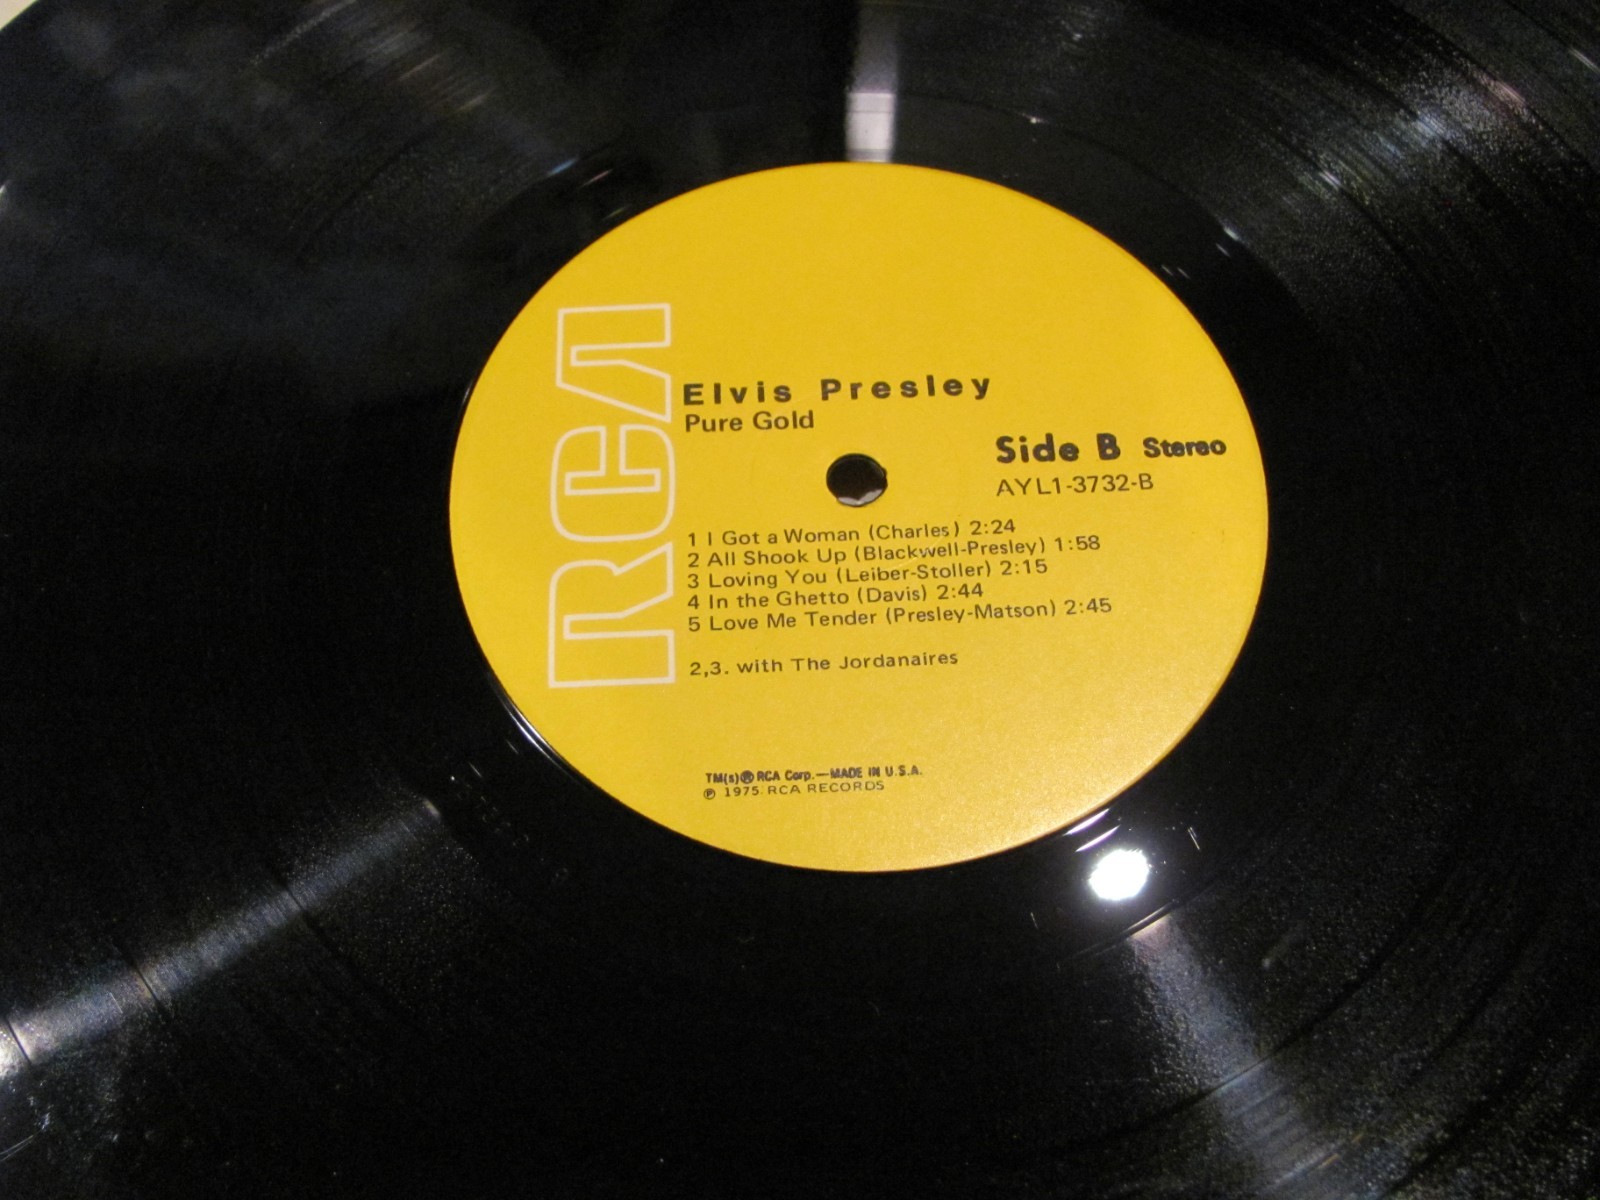 RCA
Elvis Presley
Pure Gold
Side B Stereo
AYL1-3732-B
1 I Got a Woman (Charles) 2:24
2 All Shook Up (Blackwell-Presley) 1:58
3 Loving You (Leiber-Stoller) 2:15
4 In the Ghetto (Davis) 2:44
5 Love Me Tender (Presley-Matson) 2:45
2,3. with The Jordanaires
TM(s)® RCA Corp.—MADE IN U.S.A.
℗ 1975 RCA RECORDS